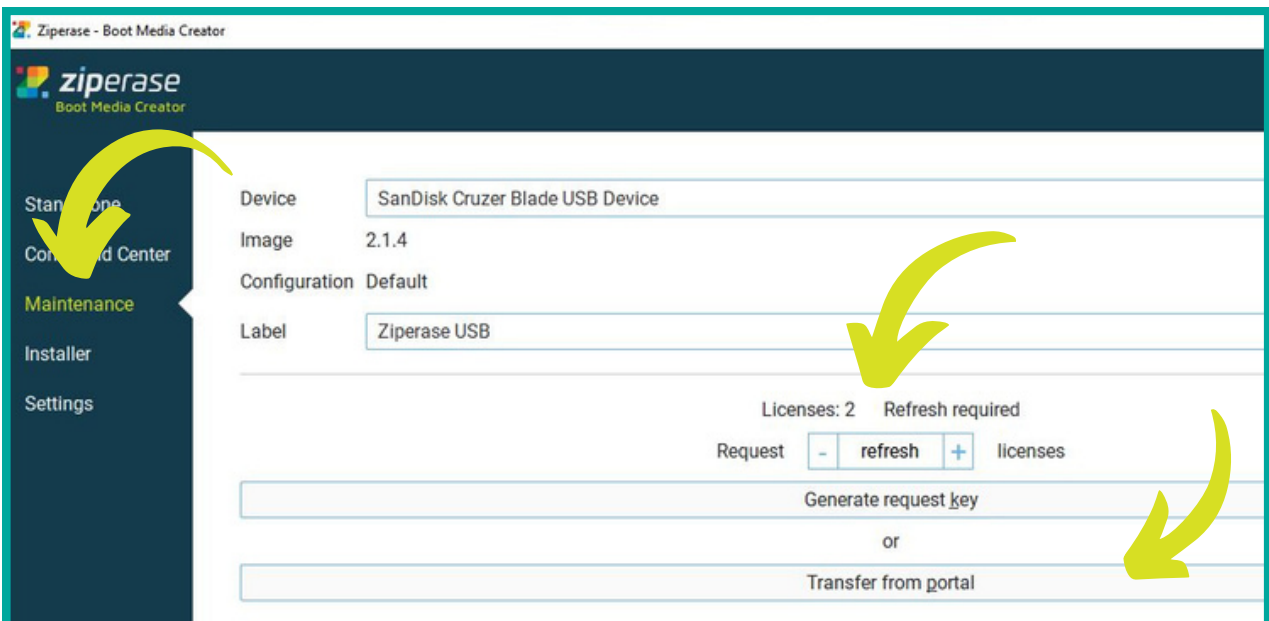 Ziperase - Boot Media Creator
ziperase
Boot Media Creator
Command Center
Maintenance
Installer
Settings
Device SanDisk Cruzer Blade USB Device
Image 2.1.4
Configuration Default
Label Ziperase USB
Licenses: 2 Refresh required
Request - refresh + licenses
Generate request key
or
Transfer from portal